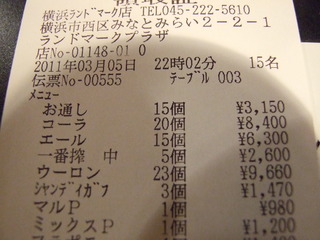 横浜ﾗﾝﾄﾞﾏｰｸ店 TEL045-222-5610
横浜市西区みなとみらい2-2-1
ランドマークプラザ
店No-01148-01 0
2011年03月05日 22時02分 15名
伝票No-00555 テーブル 003
ﾒﾆｭｰ
お通し 15個 ¥3,150
コーラ 20個 ¥8,400
エール 15個 ¥6,300
一番搾 中 5個 ¥2,600
ウーロン 23個 ¥9,660
ｼｬﾝﾃﾞｨｶﾞﾌ 3個 ¥1,470
マルP 1個 ¥980
ミックスP 1個 ¥1,200